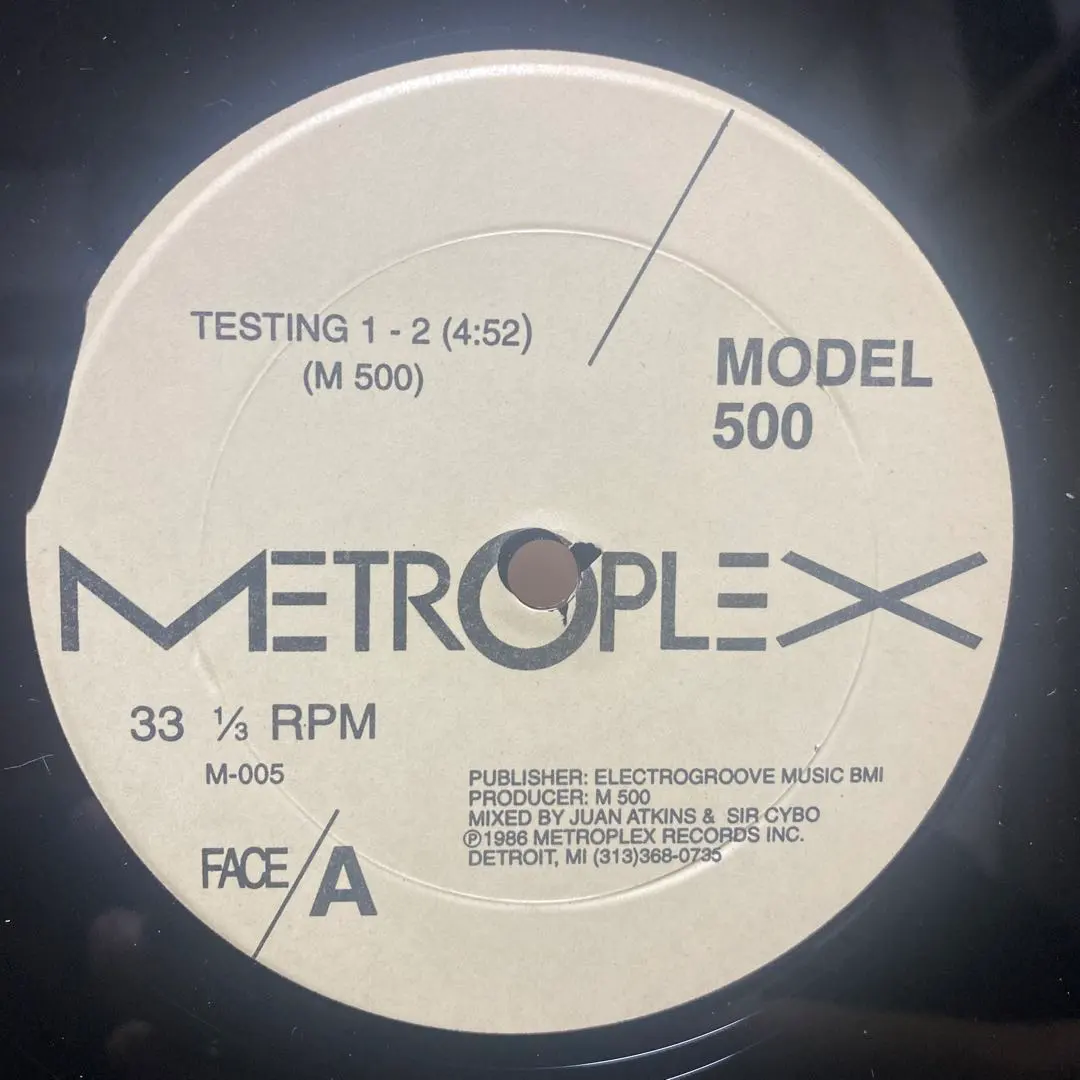 TESTING 1 - 2 (4:52)
(M 500)
MODEL
500
METROPLEX
33 ⅓ RPM
M-005
PUBLISHER: ELECTROGROOVE MUSIC BMI
PRODUCER: M 500
MIXED BY JUAN ATKINS & SIR CYBO
℗1986 METROPLEX RECORDS INC.
DETROIT, MI (313)368-0735
FACE/A